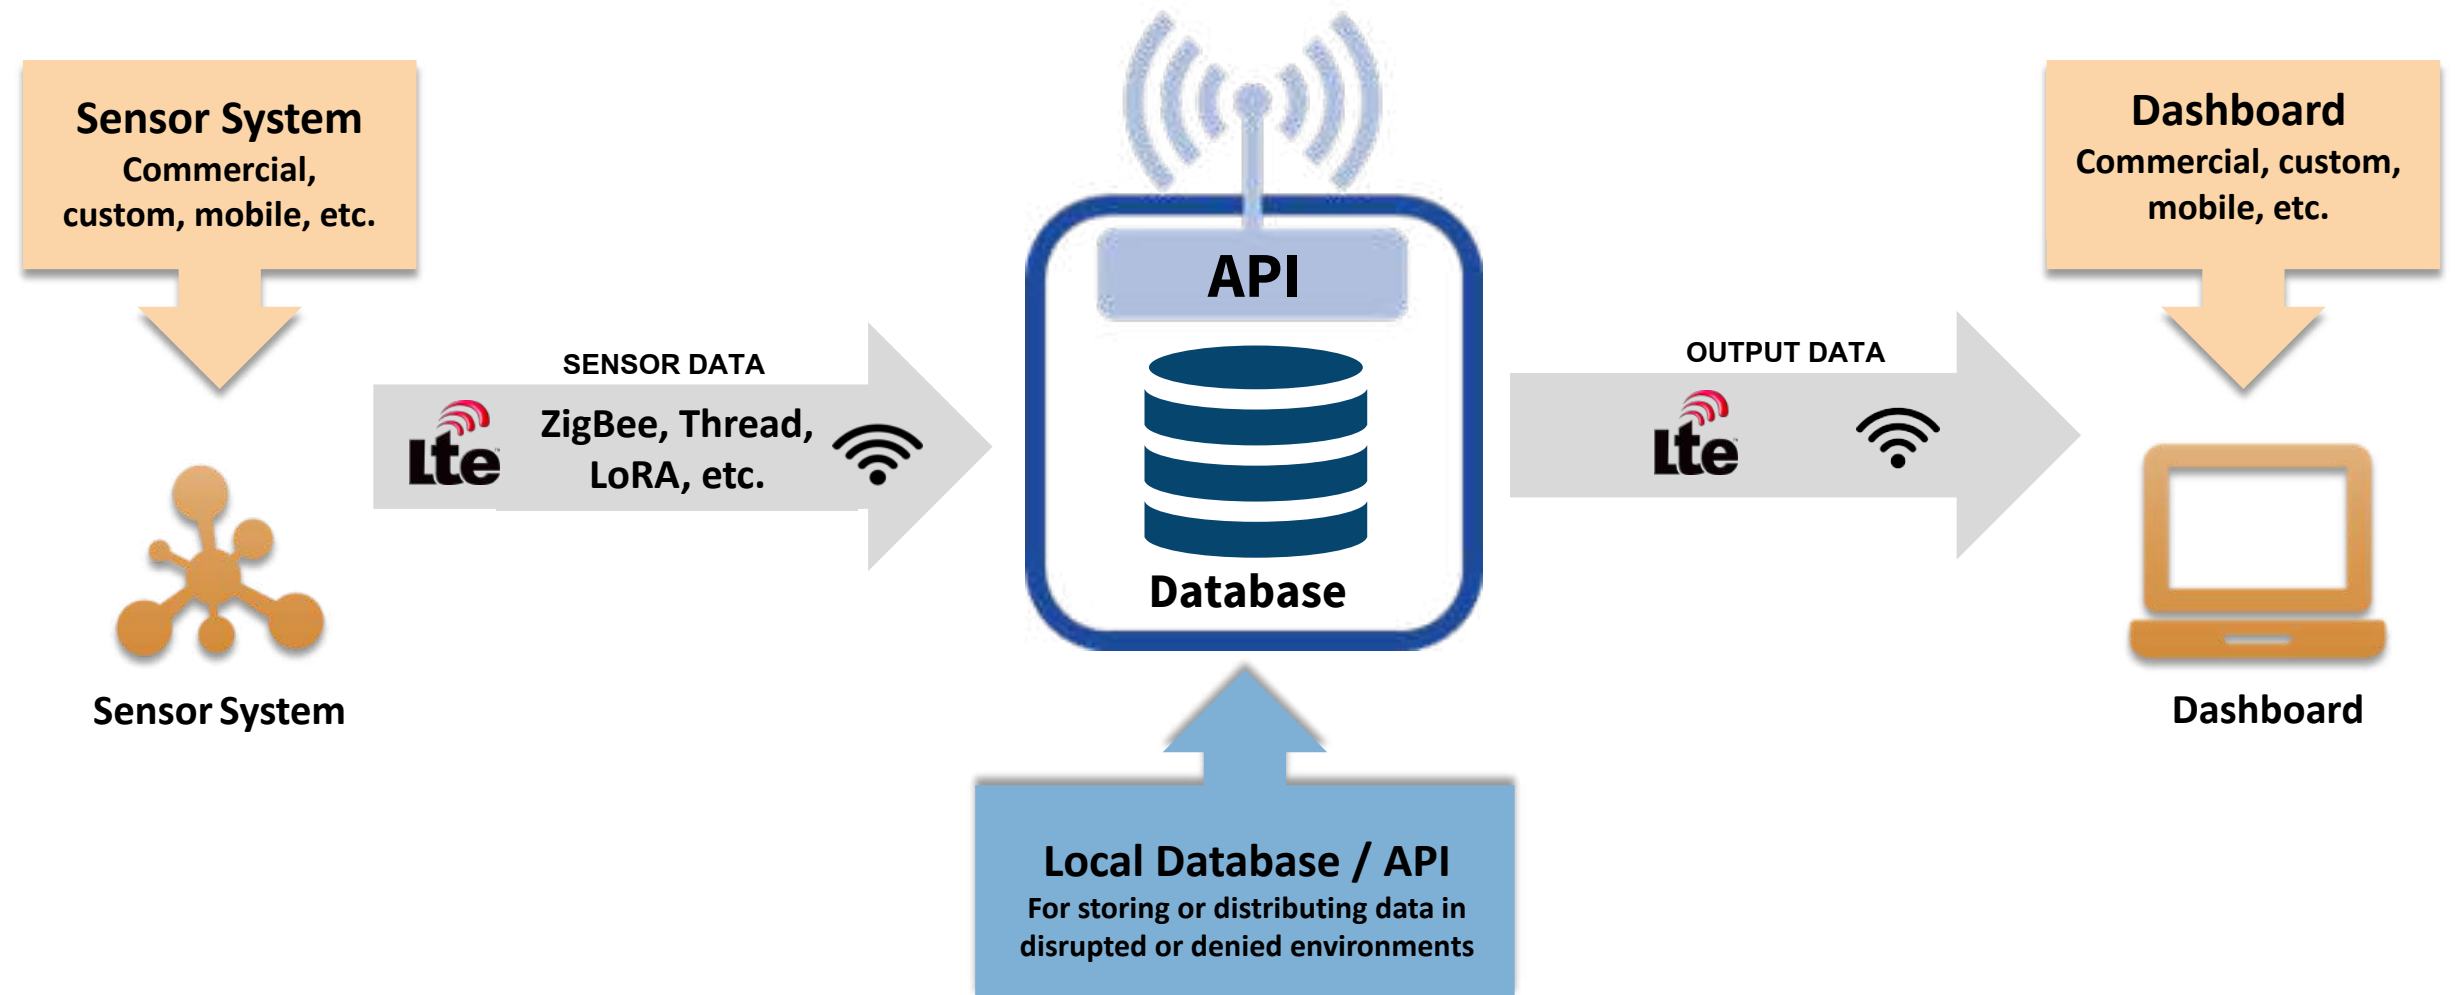 Sensor System
Commercial,
custom, mobile, etc.
SENSOR DATA
Lte
ZigBee, Thread,
LoRA, etc.
Sensor System
API
Database
Local Database / API
For storing or distributing data in
disrupted or denied environments
OUTPUT DATA
Lte
Dashboard
Commercial, custom,
mobile, etc.
Dashboard